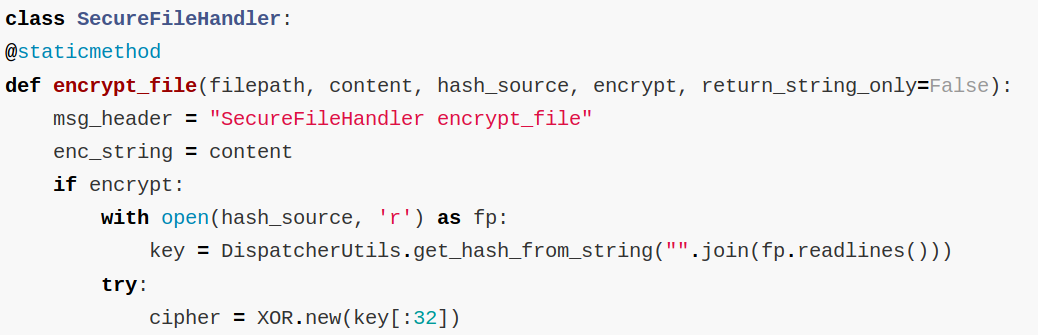 class SecureFileHandler:
@staticmethod
def encrypt_file(filepath, content, hash_source, encrypt, return_string_only=False):
    msg_header = "SecureFileHandler encrypt_file"
    enc_string = content
    if encrypt:
        with open(hash_source, 'r') as fp:
            key = DispatcherUtils.get_hash_from_string("".join(fp.readlines()))
        try:
            cipher = XOR.new(key[:32])